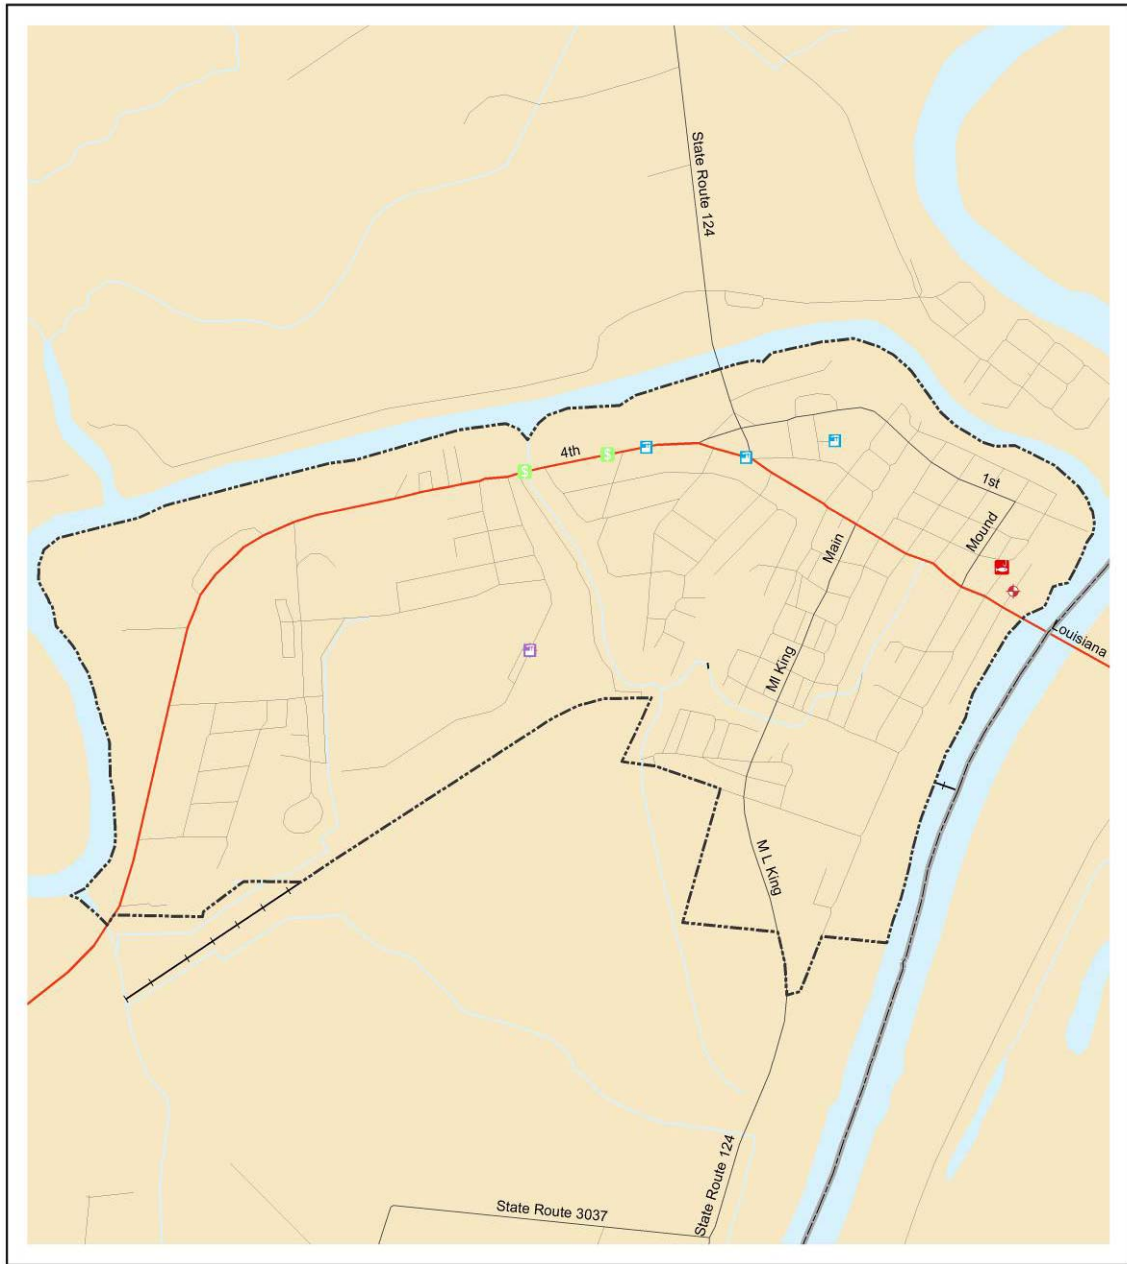 State Route 124
4th
1st
Mound
Main
Louisiana
Ml King
M L King
State Route 124
State Route 3037